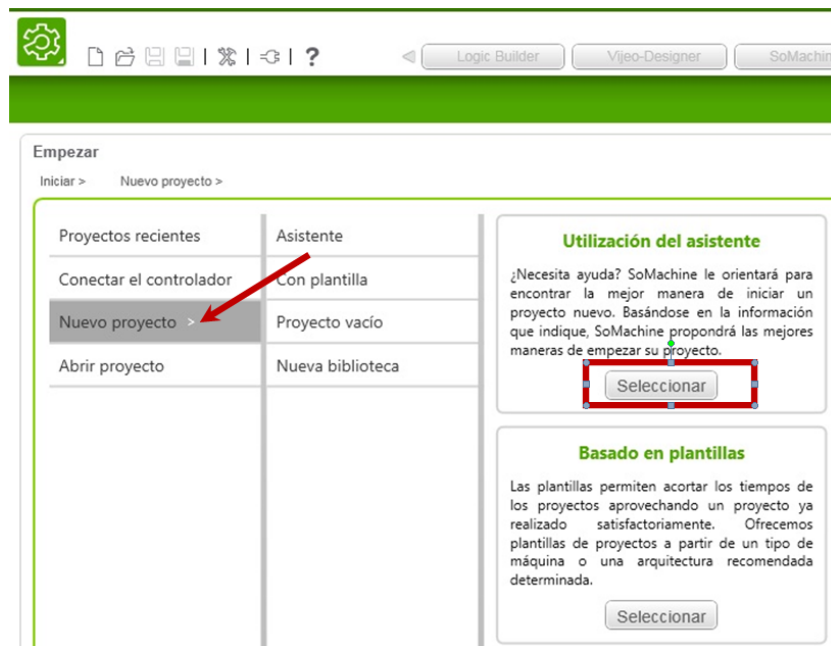 ?
Logic Builder
Vijeo-Designer
Empezar
Iniciar >
Nuevo proyecto >
Proyectos recientes
Conectar el controlador
Nuevo proyecto >
Abrir proyecto
Asistente
Con plantilla
Proyecto vacío
Nueva biblioteca
Utilización del asistente
¿Necesita ayuda? SoMachine le orientará para
encontrar la mejor manera de iniciar un
proyecto nuevo. Basándose en la información
que indique, SoMachine propondrá las mejores
maneras de empezar su proyecto.
Seleccionar
Basado en plantillas
Las plantillas permiten acortar los tiempos de
los proyectos aprovechando un proyecto ya
realizado satisfactoriamente. Ofrecemos
plantillas de proyectos a partir de un tipo de
máquina o una arquitectura recomendada
determinada.
Seleccionar